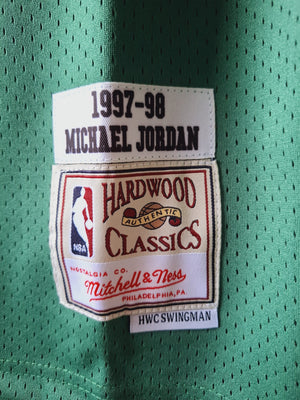 1997-98
MICHAEL JORDAN
HARDWOOD
AUTHENTIC
CLASSICS
NBA
NOSTALGIA CO.
Mitchell & Ness
PHILADELPHIA, PA.
HWC SWINGMAN